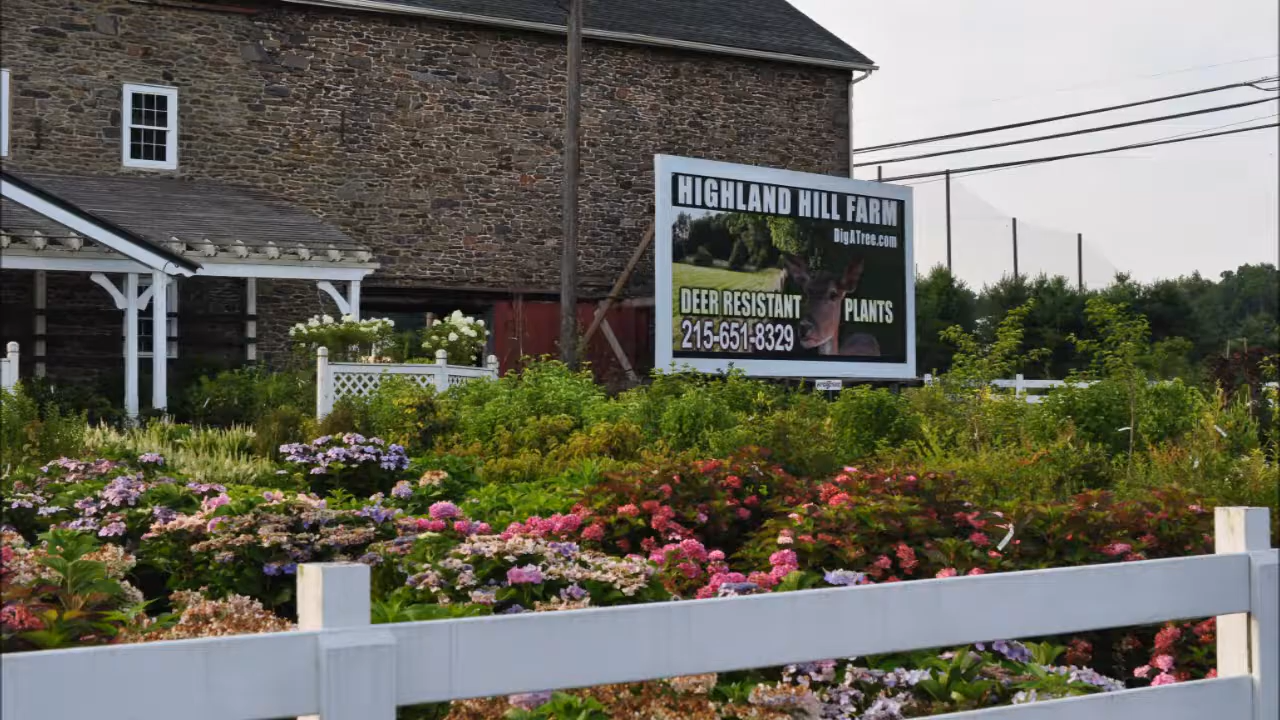 HIGHLAND HILL FARM
DigATree.com
DEER RESISTANT PLANTS
215-651-8329